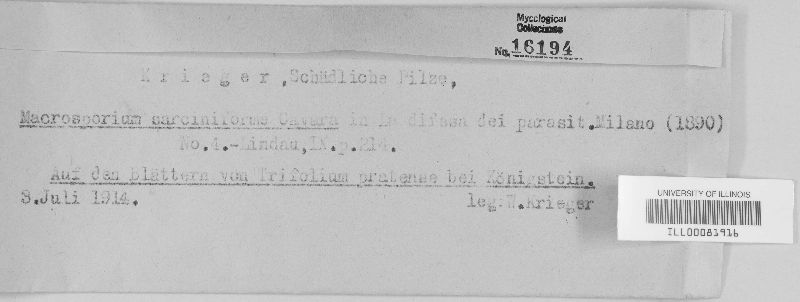 Mycological
Collections
No. 16194
Krieger, Schädliche Pilze,
Macrosporium sarciniforme Cavara in La difesa dei parasit. Milano (1890)
No.4.-Lindau, IX.p.214.
Auf den Blättern von Trifolium pratense bei Königstein.
8.Juli 1914. leg: W. Krieger
UNIVERSITY OF ILLINOIS
ILL00081916